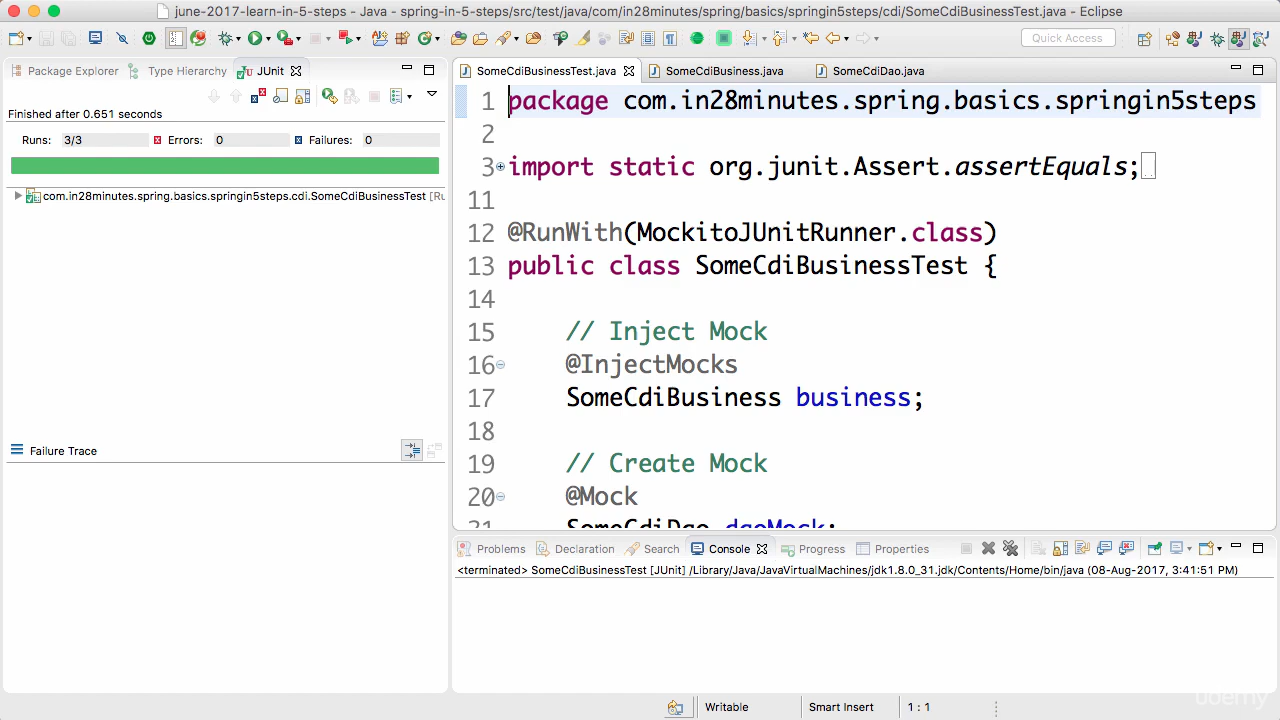 june-2017-learn-in-5-steps - Java - spring-in-5-steps/src/test/java/com/in28minutes/spring/basics/springin5steps/cdi/SomeCdiBusinessTest.java - Eclipse
Quick Access
Package Explorer Type Hierarchy JUnit
Finished after 0.651 seconds
Runs: 3/3 Errors: 0 Failures: 0
com.in28minutes.spring.basics.springin5steps.cdi.SomeCdiBusinessTest [Ru
Failure Trace
SomeCdiBusinessTest.java SomeCdiBusiness.java SomeCdiDao.java
1 package com.in28minutes.spring.basics.springin5steps
2
3 import static org.junit.Assert.assertEquals;
11
12 @RunWith(MockitoJUnitRunner.class)
13 public class SomeCdiBusinessTest {
14
15 // Inject Mock
16 @InjectMocks
17 SomeCdiBusiness business;
18
19 // Create Mock
20 @Mock
21 SomeCdiDao daoMock;
Problems Declaration Search Console Progress Properties
<terminated> SomeCdiBusinessTest [JUnit] /Library/Java/JavaVirtualMachines/jdk1.8.0_31.jdk/Contents/Home/bin/java (08-Aug-2017, 3:41:51 PM)
Writable Smart Insert 1 : 1
udemy